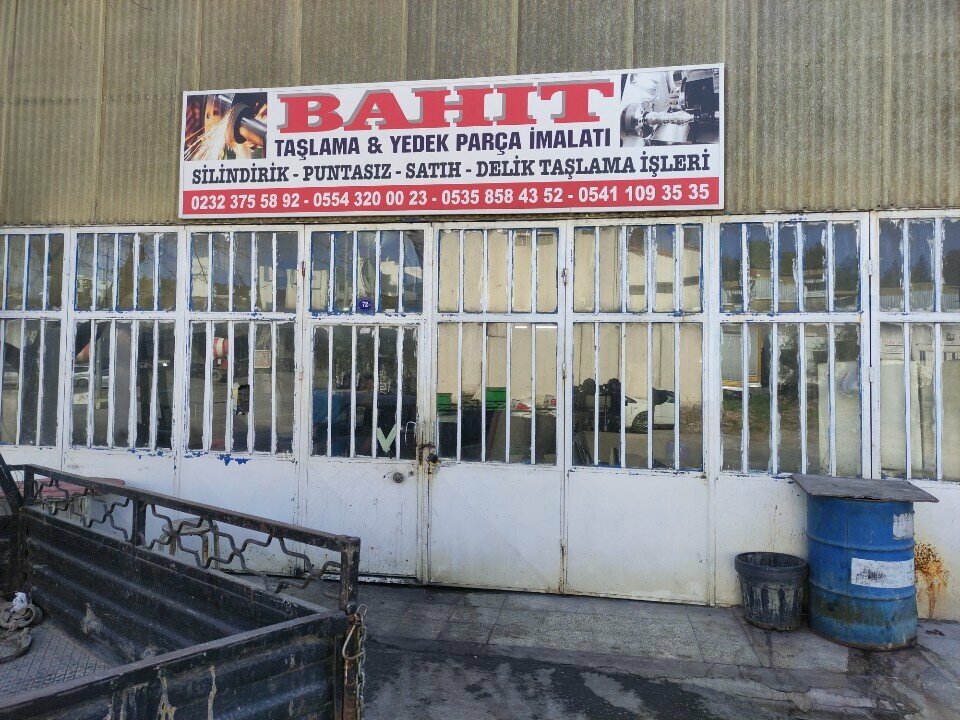 BAHIT
TAŞLAMA & YEDEK PARÇA İMALATI
SİLİNDİRİK - PUNTASIZ - SATIH - DELİK TAŞLAMA İŞLERİ
0232 375 58 92 - 0554 320 00 23 - 0535 858 43 52 - 0541 109 35 35
78